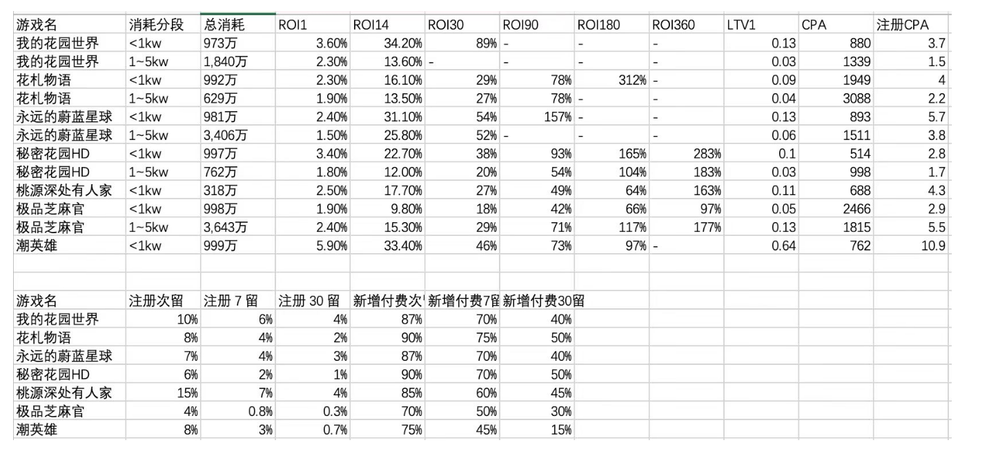 游戏名 消耗分段 总消耗 ROI1 ROI14 ROI30 ROI90 ROI180 ROI360 LTV1 CPA 注册CPA
我的花园世界 <1kw 973万 3.60% 34.20% 89% - - - 0.13 880 3.7
我的花园世界 1~5kw 1,840万 2.30% 13.60% - - - - 0.03 1339 1.5
花札物语 <1kw 992万 2.30% 16.10% 29% 78% 312% - 0.09 1949 4
花札物语 1~5kw 629万 1.90% 13.50% 27% 78% - - 0.04 3088 2.2
永远的蔚蓝星球 <1kw 981万 2.40% 31.10% 54% 157% - - 0.13 893 5.7
永远的蔚蓝星球 1~5kw 3,406万 1.50% 25.80% 52% - - - 0.06 1511 3.8
秘密花园HD <1kw 997万 3.40% 22.70% 38% 93% 165% 283% 0.1 514 2.8
秘密花园HD 1~5kw 762万 1.80% 12.00% 20% 54% 104% 183% 0.03 998 1.7
桃源深处有人家 <1kw 318万 2.50% 17.70% 27% 49% 64% 163% 0.11 688 4.3
极品芝麻官 <1kw 998万 1.90% 9.80% 18% 42% 66% 97% 0.05 2466 2.9
极品芝麻官 1~5kw 3,643万 2.40% 15.30% 29% 71% 117% 177% 0.13 1815 5.5
潮英雄 <1kw 999万 5.90% 33.40% 46% 73% 97% - 0.64 762 10.9
游戏名 注册次留 注册 7 留 注册 30 留 新增付费次 新增付费7留 新增付费30留
我的花园世界 10% 6% 4% 87% 70% 40%
花札物语 8% 4% 2% 90% 75% 50%
永远的蔚蓝星球 7% 4% 3% 87% 70% 40%
秘密花园HD 6% 2% 1% 90% 70% 50%
桃源深处有人家 15% 7% 4% 85% 60% 45%
极品芝麻官 4% 0.8% 0.3% 70% 50% 30%
潮英雄 8% 3% 0.7% 75% 45% 15%